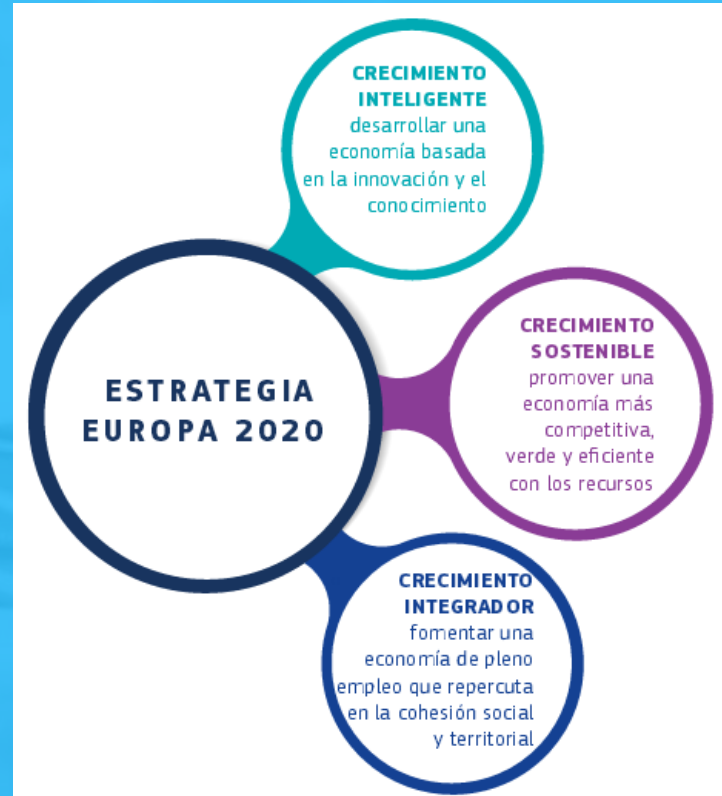 CRECIMIENTO
INTELIGENTE
desarrollar una
economía basada
en la innovación y el
conocimiento
ESTRATEGIA
EUROPA 2020
CRECIMIENTO
SOSTENIBLE
promover una
economía más
competitiva,
verde y eficiente
con los recursos
CRECIMIENTO
INTEGRADOR
fomentar una
economía de pleno
empleo que repercuta
en la cohesión social
y territorial